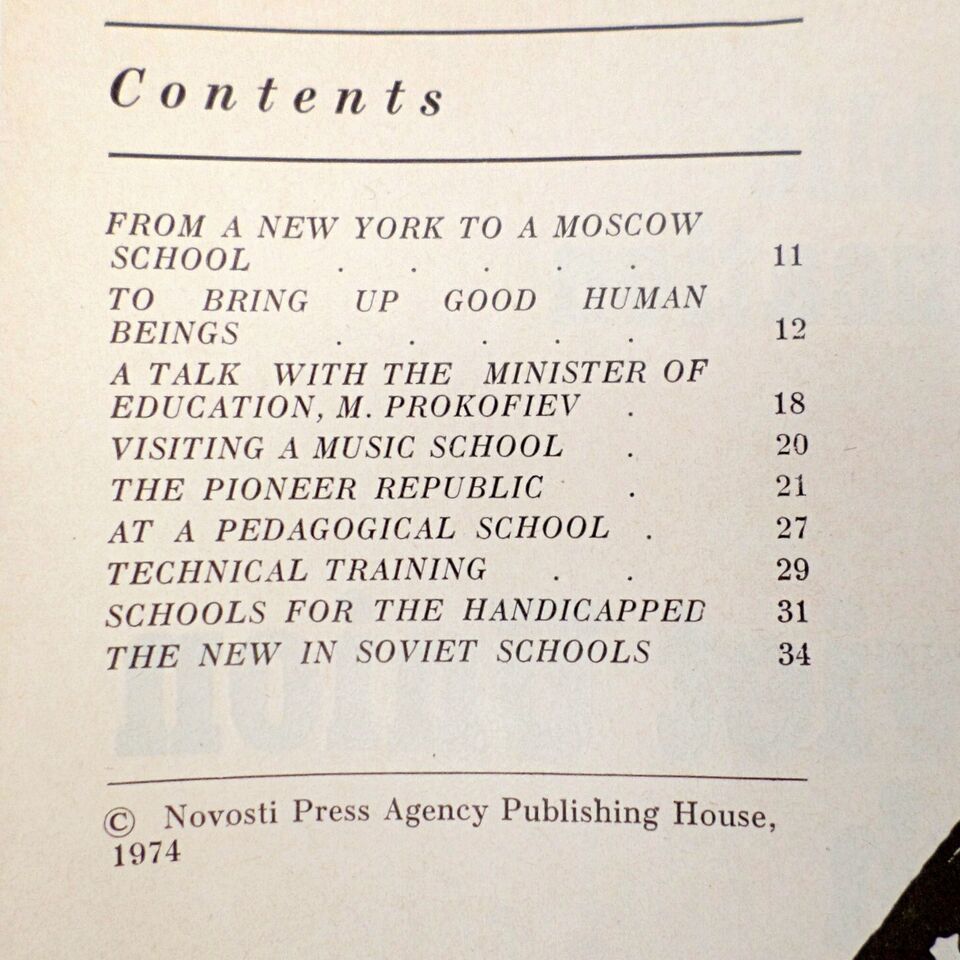 Contents
FROM A NEW YORK TO A MOSCOW
SCHOOL . . . . . 11
TO BRING UP GOOD HUMAN
BEINGS . . . . . 12
A TALK WITH THE MINISTER OF
EDUCATION, M. PROKOFIEV . 18
VISITING A MUSIC SCHOOL . 20
THE PIONEER REPUBLIC . 21
AT A PEDAGOGICAL SCHOOL . 27
TECHNICAL TRAINING . . 29
SCHOOLS FOR THE HANDICAPPED 31
THE NEW IN SOVIET SCHOOLS 34
© Novosti Press Agency Publishing House,
1974